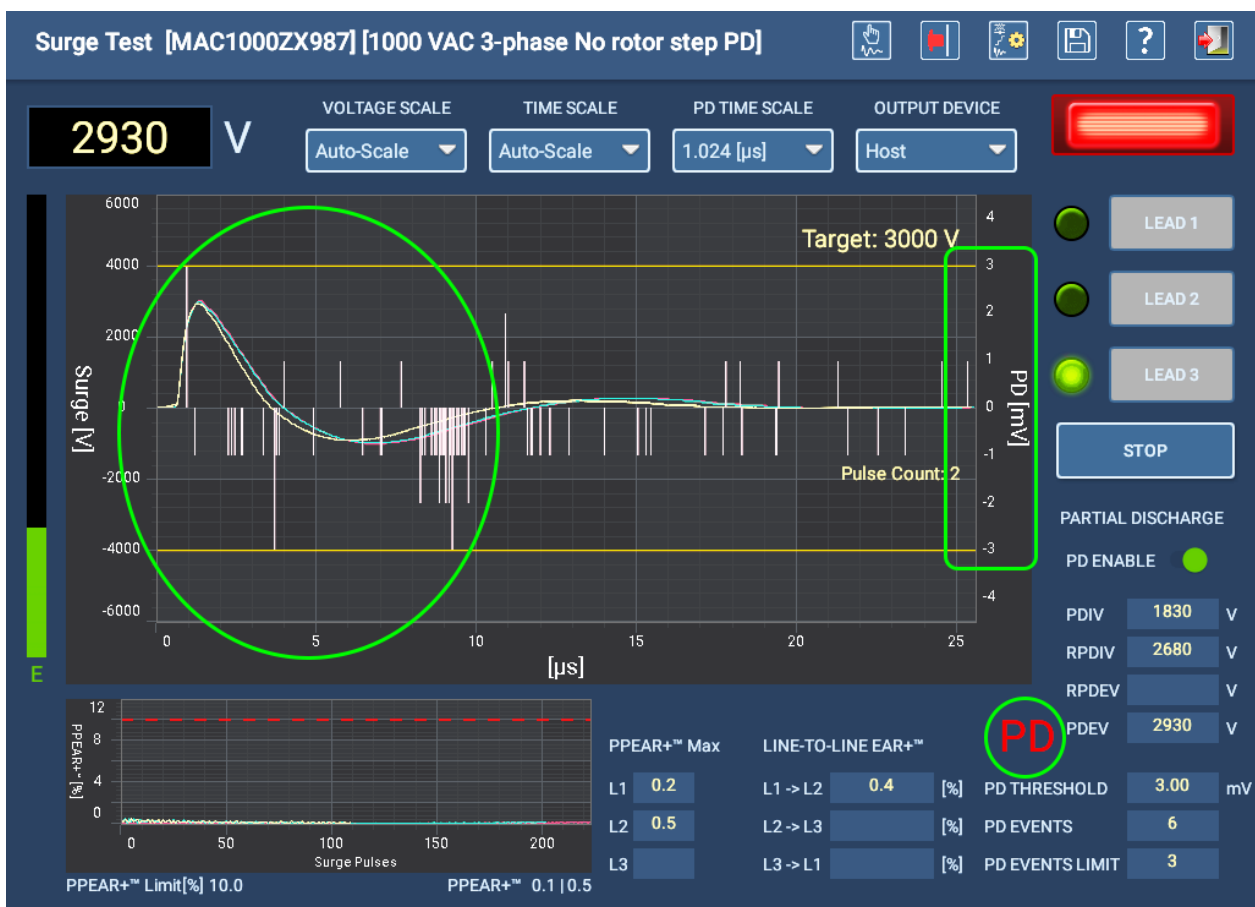 Surge Test [MAC1000ZX987] [1000 VAC 3-phase No rotor step PD]
?
2930 V
VOLTAGE SCALE
Auto-Scale
TIME SCALE
Auto-Scale
PD TIME SCALE
1.024 [µs]
OUTPUT DEVICE
Host
E
6000
4000
2000
0
-2000
-4000
-6000
Surge [V]
0 5 10 15 20 25
[µs]
Target: 3000 V
Pulse Count: 2
4
3
2
1
0
-1
-2
-3
-4
PD [mV]
LEAD 1
LEAD 2
LEAD 3
STOP
PARTIAL DISCHARGE
PD ENABLE
PDIV 1830 V
RPDIV 2680 V
RPDEV V
PDEV 2930 V
PD
PD THRESHOLD 3.00 mV
PD EVENTS 6
PD EVENTS LIMIT 3
12
8
4
0
PPEAR+™ [%]
0 50 100 150 200
Surge Pulses
PPEAR+™ Limit[%] 10.0
PPEAR+™ 0.1|0.5
PPEAR+™ Max
L1 0.2
L2 0.5
L3
LINE-TO-LINE EAR+™
L1 -> L2 0.4 [%]
L2 -> L3 [%]
L3 -> L1 [%]